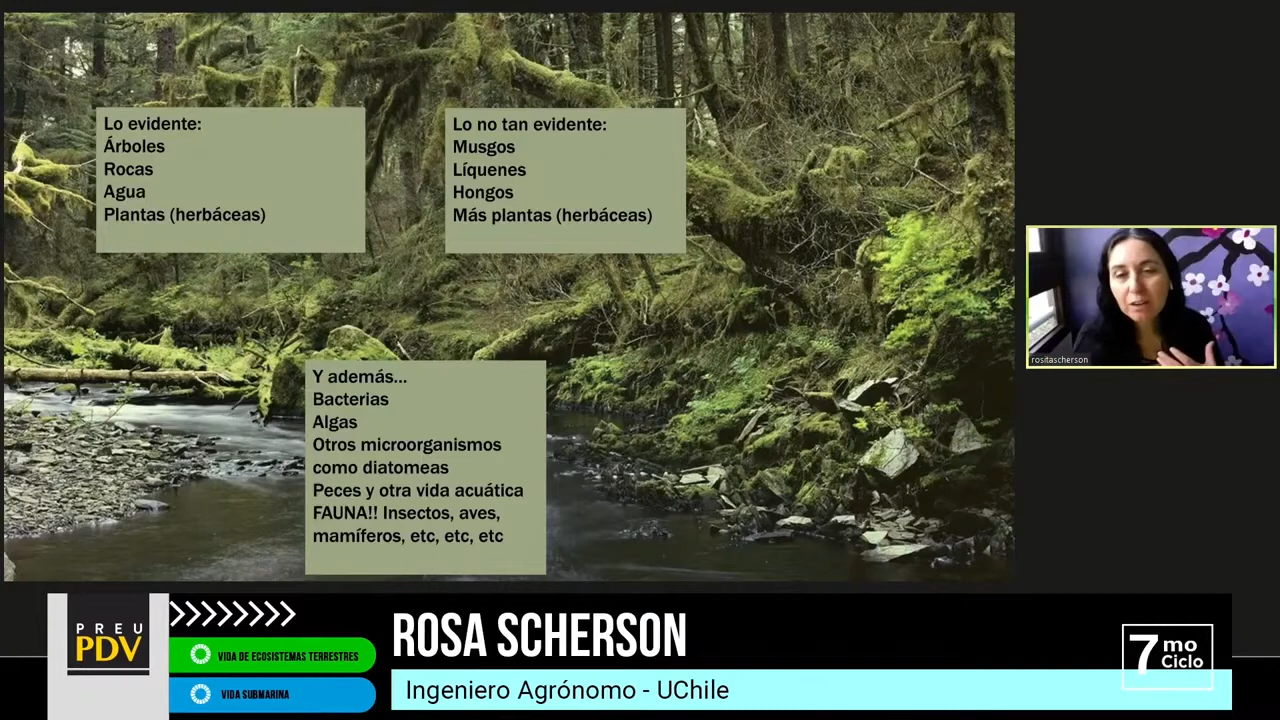 Lo evidente:
Árboles
Rocas
Agua
Plantas (herbáceas)
Lo no tan evidente:
Musgos
Líquenes
Hongos
Más plantas (herbáceas)
Y además...
Bacterias
Algas
Otros microorganismos
como diatomeas
Peces y otra vida acuática
FAUNA!! Insectos, aves,
mamíferos, etc, etc, etc
rositascherson
PREU
PDV
VIDA DE ECOSISTEMAS TERRESTRES
VIDA SUBMARINA
ROSA SCHERSON
Ingeniero Agrónomo - UChile
7mo
Ciclo